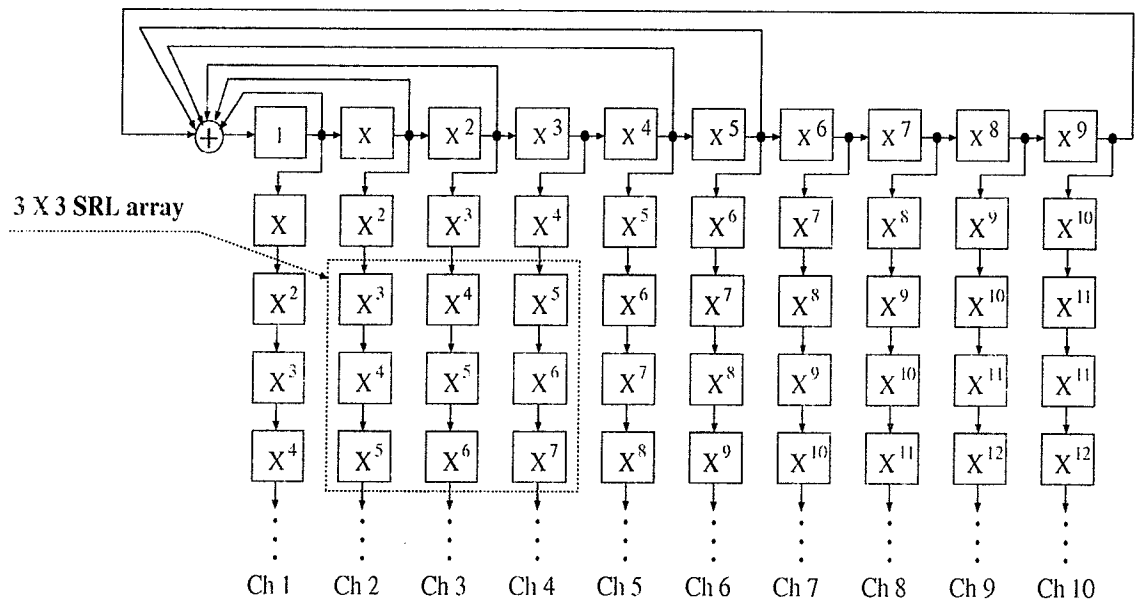 + 1 X X² X³ X⁴ X⁵ X⁶ X⁷ X⁸ X⁹
3 X 3 SRL array
X X² X³ X⁴ X⁵ X⁶ X⁷ X⁸ X⁹ X¹⁰
X² X³ X⁴ X⁵ X⁶ X⁷ X⁸ X⁹ X¹⁰ X¹¹
X³ X⁴ X⁵ X⁶ X⁷ X⁸ X⁹ X¹⁰ X¹¹ X¹¹
X⁴ X⁵ X⁶ X⁷ X⁸ X⁹ X¹⁰ X¹¹ X¹² X¹²
Ch 1 Ch 2 Ch 3 Ch 4 Ch 5 Ch 6 Ch 7 Ch 8 Ch 9 Ch 10